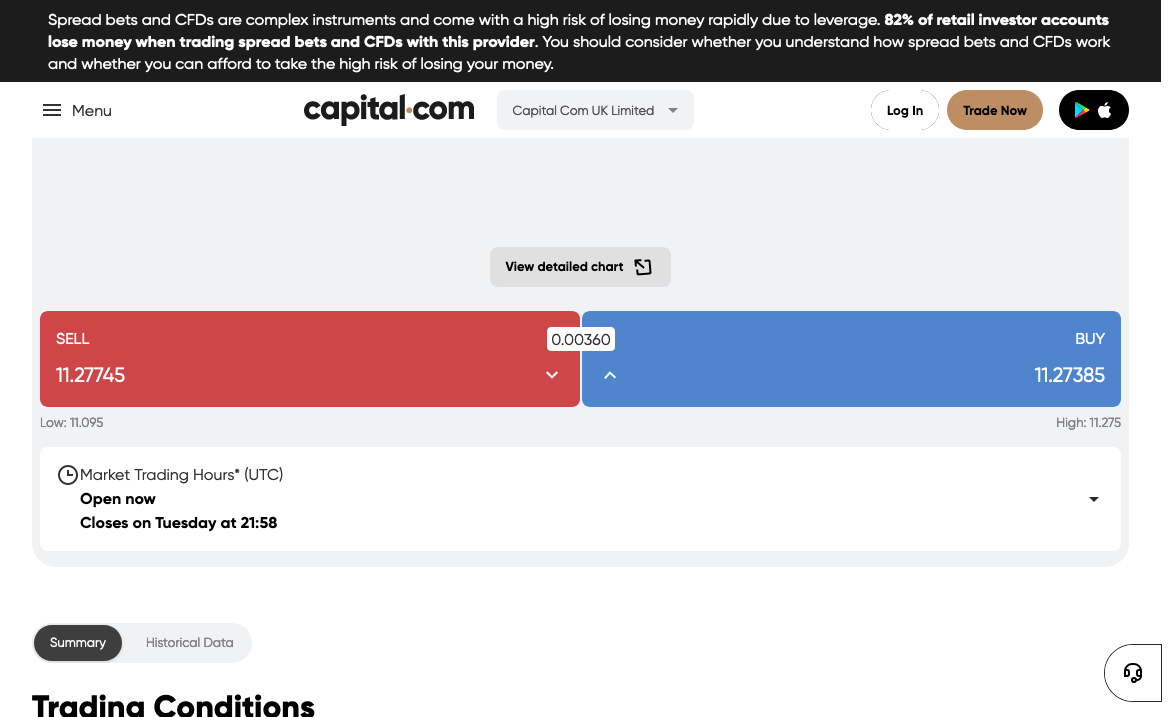 Spread bets and CFDs are complex instruments and come with a high risk of losing money rapidly due to leverage. 82% of retail investor accounts
lose money when trading spread bets and CFDs with this provider. You should consider whether you understand how spread bets and CFDs work
and whether you can afford to take the high risk of losing your money.
Menu
capital.com
Capital Com UK Limited
Log In
Trade Now
View detailed chart
SELL
0.00360
BUY
11.27745
11.27385
Low: 11.095
High: 11.275
Market Trading Hours* (UTC)
Open now
Closes on Tuesday at 21:58
Summary
Historical Data
Trading Conditions